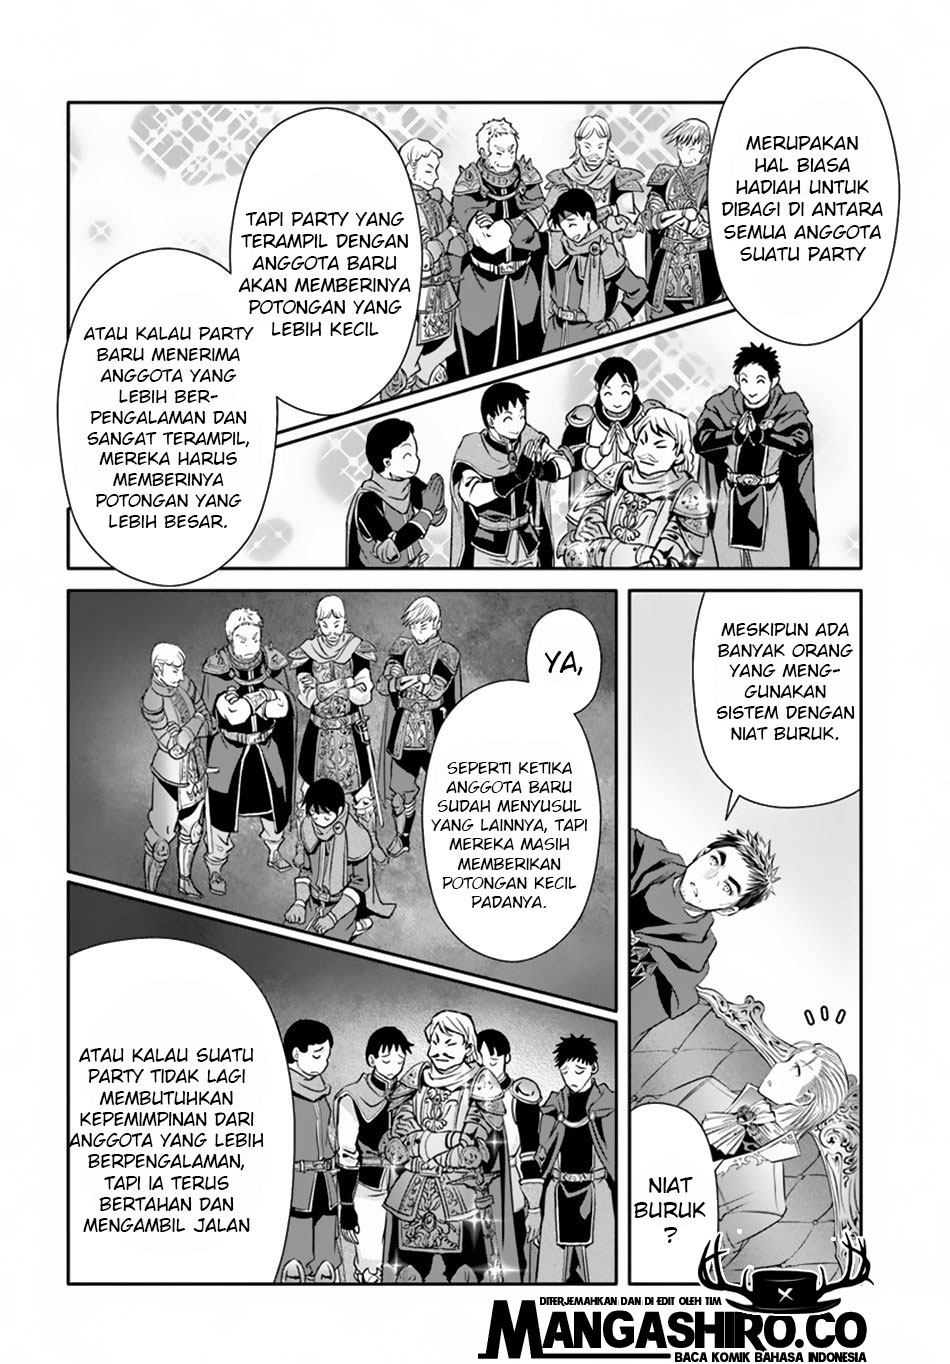 MERUPAKAN
HAL BIASA
HADIAH UNTUK
DIBAGI DI ANTARA
SEMUA ANGGOTA
SUATU PARTY
TAPI PARTY YANG
TERAMPIL DENGAN
ANGGOTA BARU
AKAN MEMBERINYA
POTONGAN YANG
LEBIH KECIL
ATAU KALAU PARTY
BARU MENERIMA
ANGGOTA YANG
LEBIH BER-
PENGALAMAN DAN
SANGAT TERAMPIL,
MEREKA HARUS
MEMBERINYA
POTONGAN YANG
LEBIH BESAR.
MESKIPUN ADA
BANYAK ORANG
YANG MENG-
GUNAKAN
SISTEM DENGAN
NIAT BURUK.
NIAT
BURUK
?
YA,
SEPERTI KETIKA
ANGGOTA BARU
SUDAH MENYUSUL
YANG LAINNYA, TAPI
MEREKA MASIH
MEMBERIKAN
POTONGAN KECIL
PADANYA.
ATAU KALAU SUATU
PARTY TIDAK LAGI
MEMBUTUHKAN
KEPEMIMPINAN DARI
ANGGOTA YANG LEBIH
BERPENGALAMAN,
TAPI IA TERUS
BERTAHAN DAN
MENGAMBIL JALAN
DITERJEMAHKAN DAN DI EDIT OLEH TIM
MANGASHIRO.CO
BACA KOMIK BAHASA INDONESIA